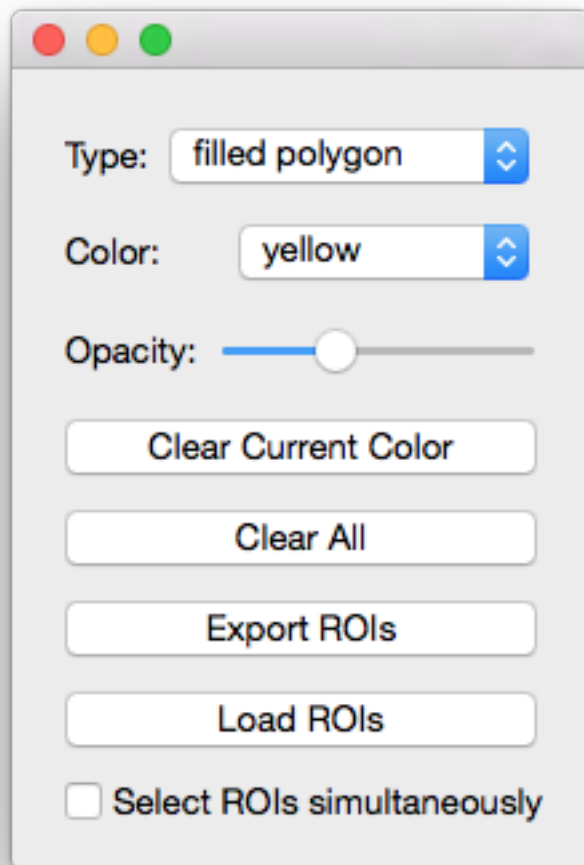 Type: filled polygon
Color: yellow
Opacity:
Clear Current Color
Clear All
Export ROIs
Load ROIs
Select ROIs simultaneously